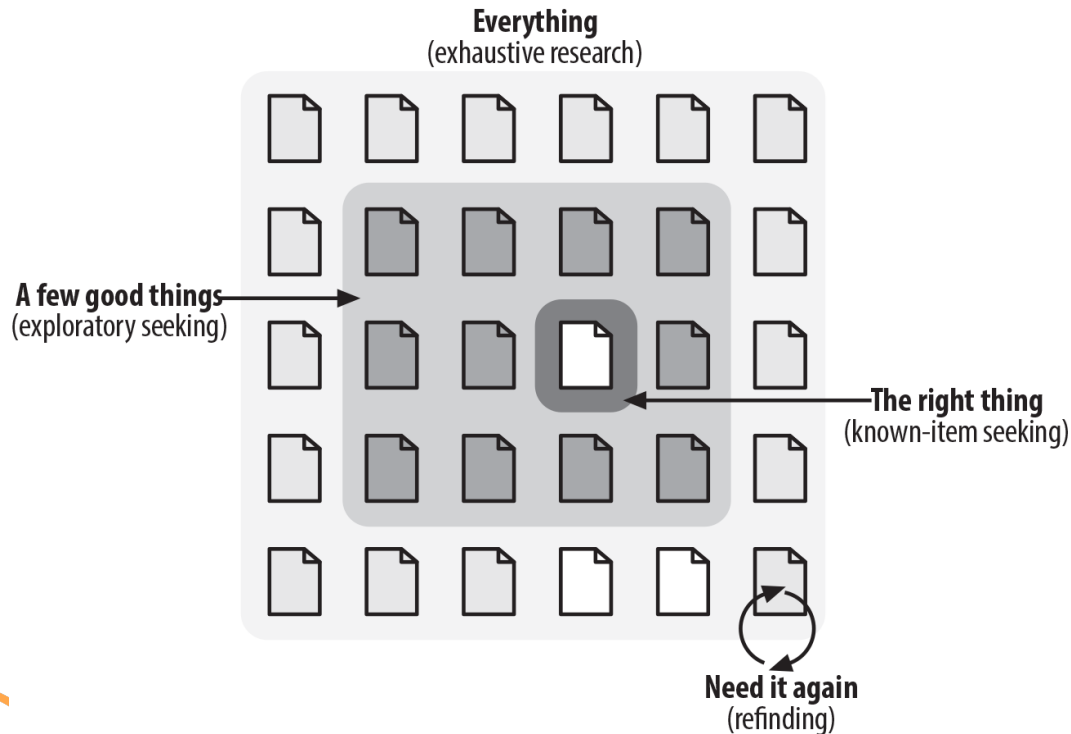 Everything
(exhaustive research)
A few good things
(exploratory seeking)
The right thing
(known-item seeking)
Need it again
(refinding)